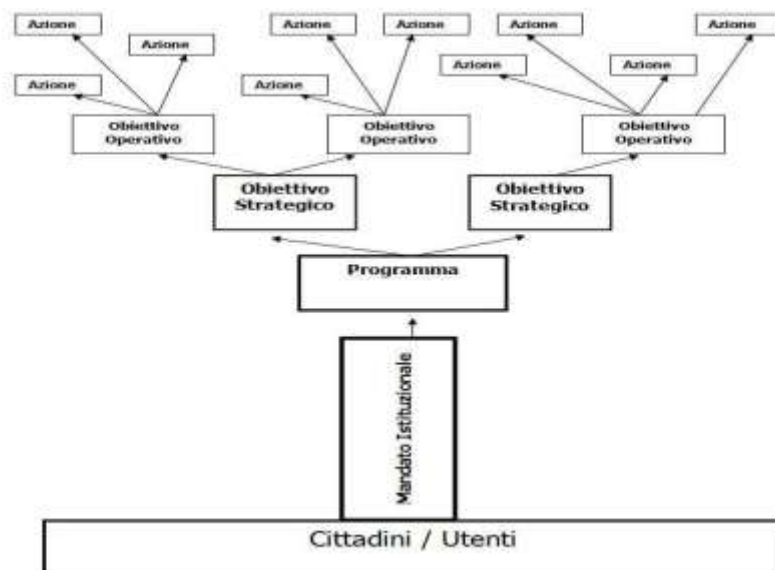 Azione
Azione
Azione
Azione
Azione
Azione
Azione
Azione
Azione
Azione
Obiettivo
Operativo
Obiettivo
Operativo
Obiettivo
Operativo
Obiettivo
Strategico
Obiettivo
Strategico
Programma
Mandato Istituzionale
Cittadini / Utenti